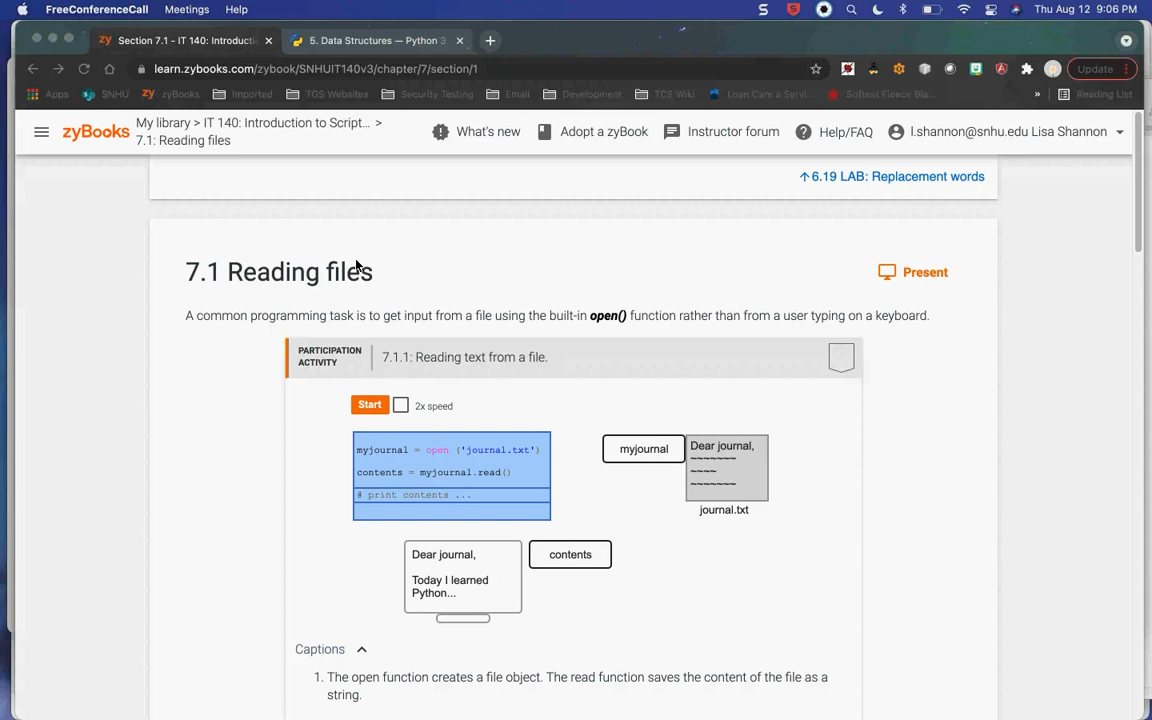 FreeConferenceCall Meetings Help Thu Aug 12 9:06 PM
zy Section 7.1 - IT 140: Introducti 5. Data Structures — Python 3
learn.zybooks.com/zybook/SNHUIT140v3/chapter/7/section/1 Update
Apps SNHU zy zyBooks Imported TGS Websites Security Testing Email Development TCS Wiki Loan Care a Servi... Softest Fleece Bla... » Reading List
zyBooks My library > IT 140: Introduction to Script... >
7.1: Reading files
What's new Adopt a zyBook Instructor forum Help/FAQ l.shannon@snhu.edu Lisa Shannon
↑ 6.19 LAB: Replacement words
7.1 Reading files
Present
A common programming task is to get input from a file using the built-in open() function rather than from a user typing on a keyboard.
PARTICIPATION
ACTIVITY
7.1.1: Reading text from a file.
Start 2x speed
myjournal = open ('journal.txt')
contents = myjournal.read()
# print contents ...
myjournal
Dear journal,
~~~~~~~
~~~~
~~~~~~~
journal.txt
Dear journal,
Today I learned
Python...
contents
Captions
1. The open function creates a file object. The read function saves the content of the file as a
string.